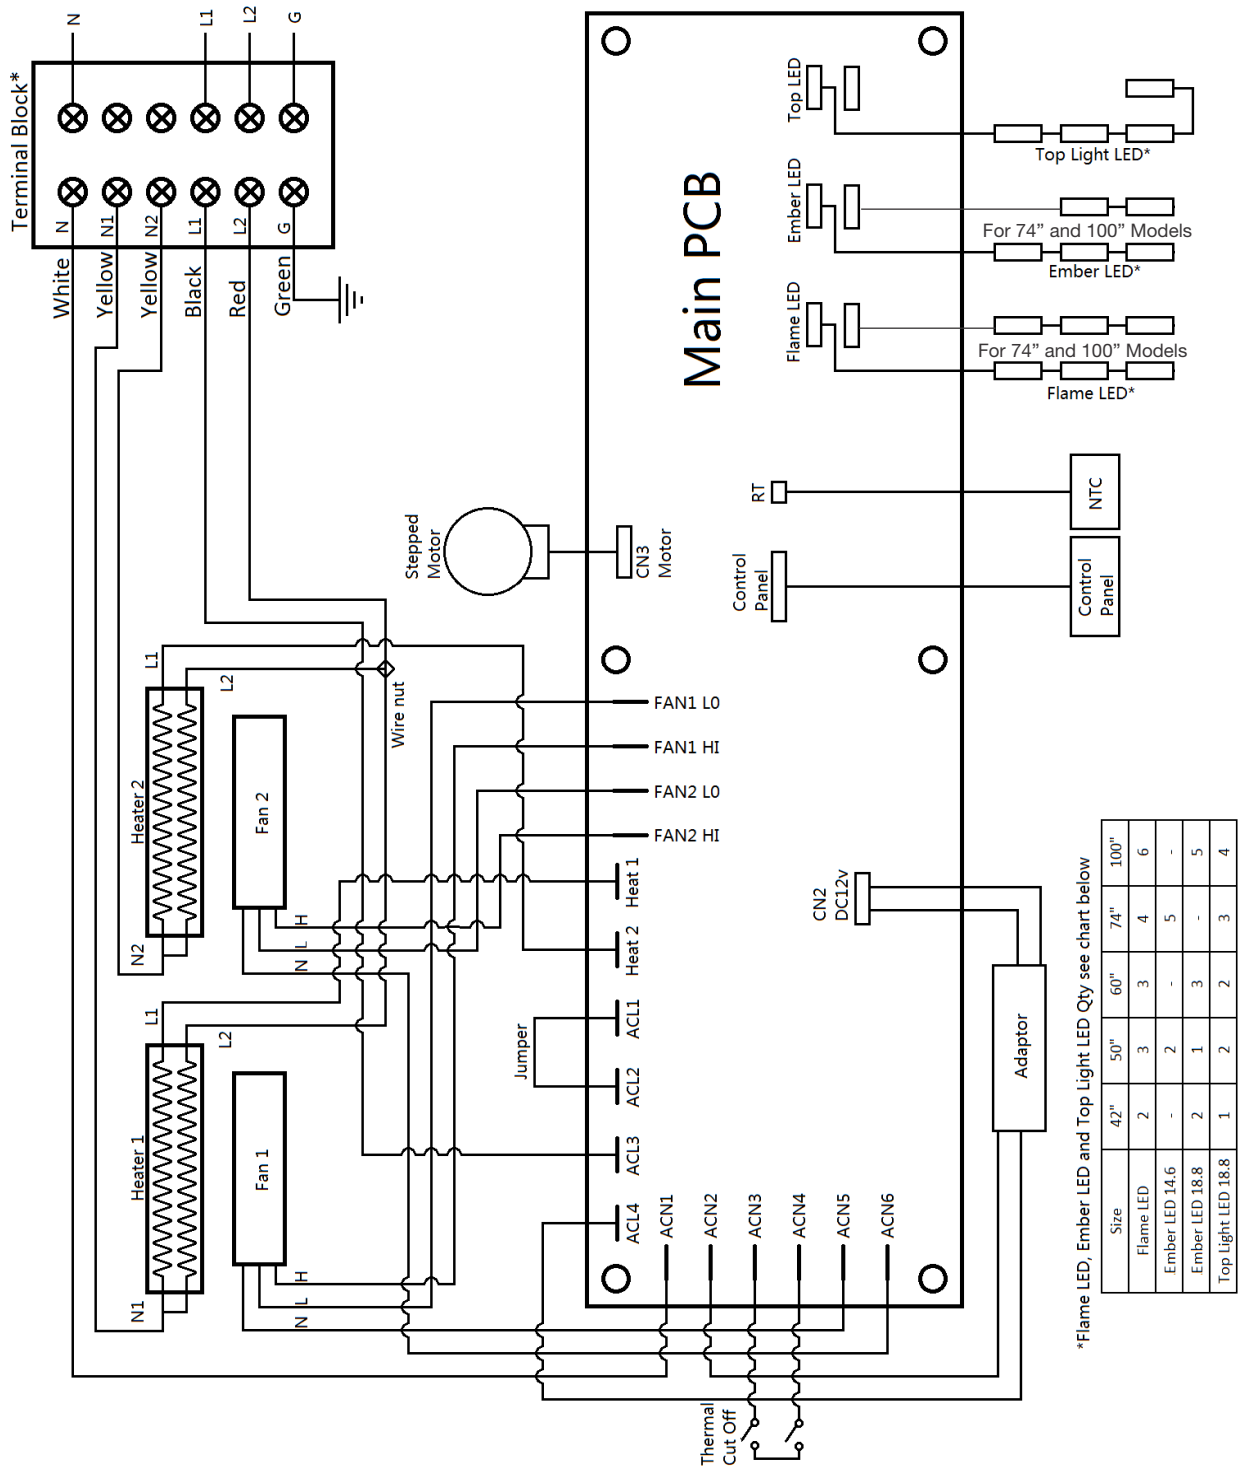 Terminal Block*
N
L1
L2
G
N
N1
N2
L1
L2
G
White
Yellow
Yellow
Black
Red
Green
Main PCB
Top LED
Ember LED
Flame LED
Top Light LED*
For 74” and 100” Models
Ember LED*
For 74” and 100” Models
Flame LED*
RT
NTC
Control
Panel
Control
Panel
Stepped
Motor
CN3
Motor
L1
L2
Heater 2
N2
Fan 2
H
L
N
Wire nut
FAN1 L0
FAN1 HI
FAN2 L0
FAN2 HI
Heat 1
Heat 2
CN2
DC12v
L1
L2
Heater 1
N1
Fan 1
H
L
N
Jumper
ACL1
ACL2
ACL3
ACL4
ACN1
ACN2
ACN3
ACN4
ACN5
ACN6
Adaptor
Thermal
Cut Off
*Flame LED, Ember LED and Top Light LED Qty see chart below
Size 42" 50" 60" 74" 100"
Flame LED 2 3 3 4 6
Ember LED 14.6 - 2 - 5 -
Ember LED 18.8 2 1 3 - 5
Top Light LED 18.8 1 2 2 3 4